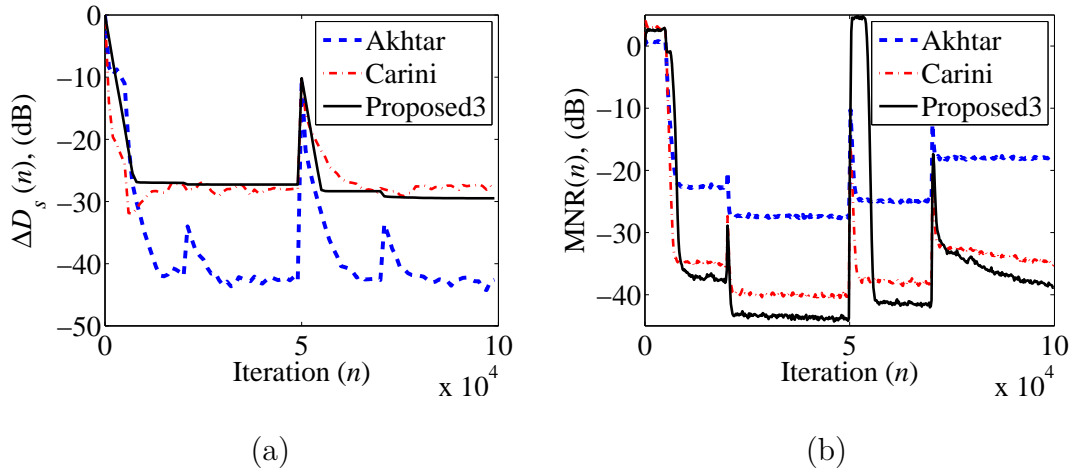 0
−10
−20
−30
−40
−50
ΔD_s(n), (dB)
Akhtar
Carini
Proposed3
0 5 10
Iteration (n)
x 10^4
(a)
0
−10
−20
−30
−40
MNR(n), (dB)
Akhtar
Carini
Proposed3
0 5 10
Iteration (n)
x 10^4
(b)